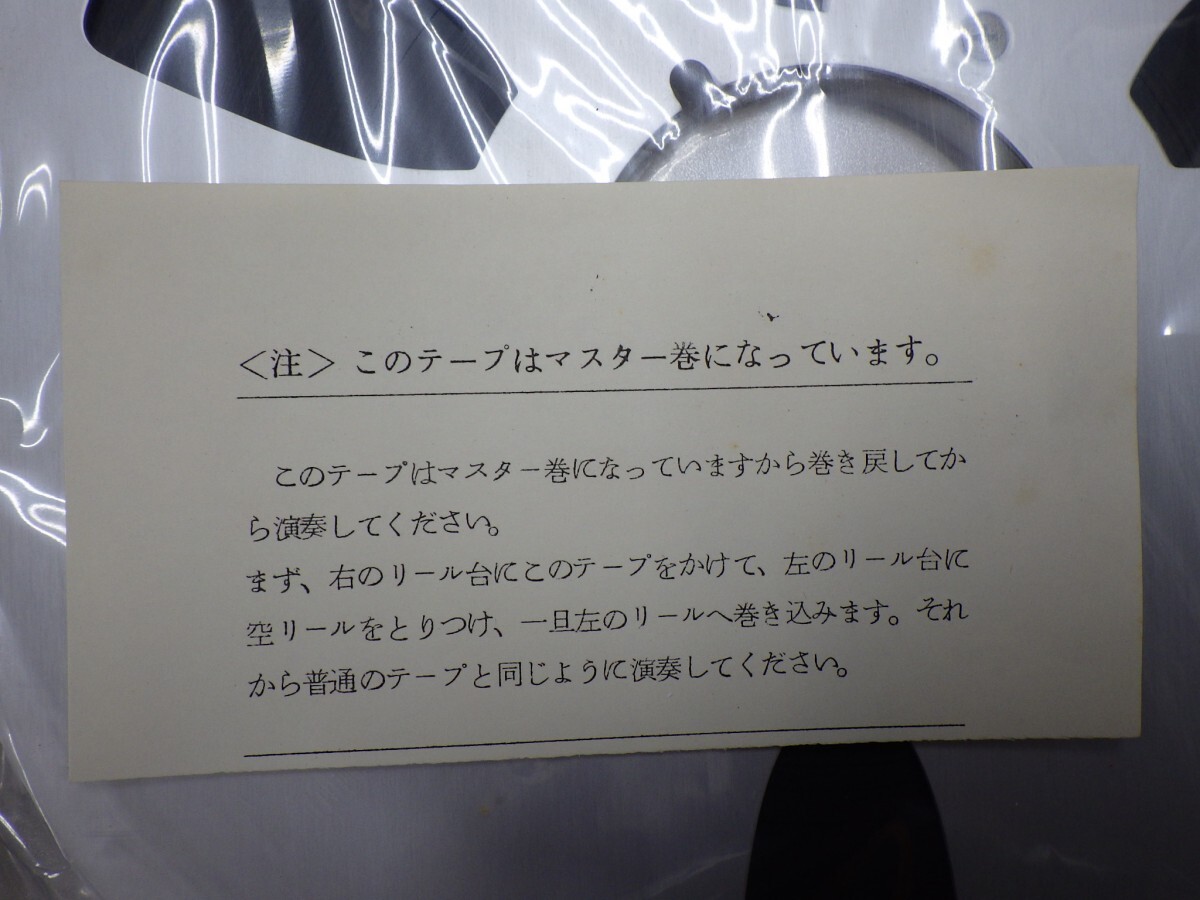 ＜注＞ このテープはマスター巻になっています。
このテープはマスター巻になっていますから巻き戻してか
ら演奏してください。
まず、右のリール台にこのテープをかけて、左のリール台に
空リールをとりつけ、一旦左のリールへ巻き込みます。それ
から普通のテープと同じように演奏してください。